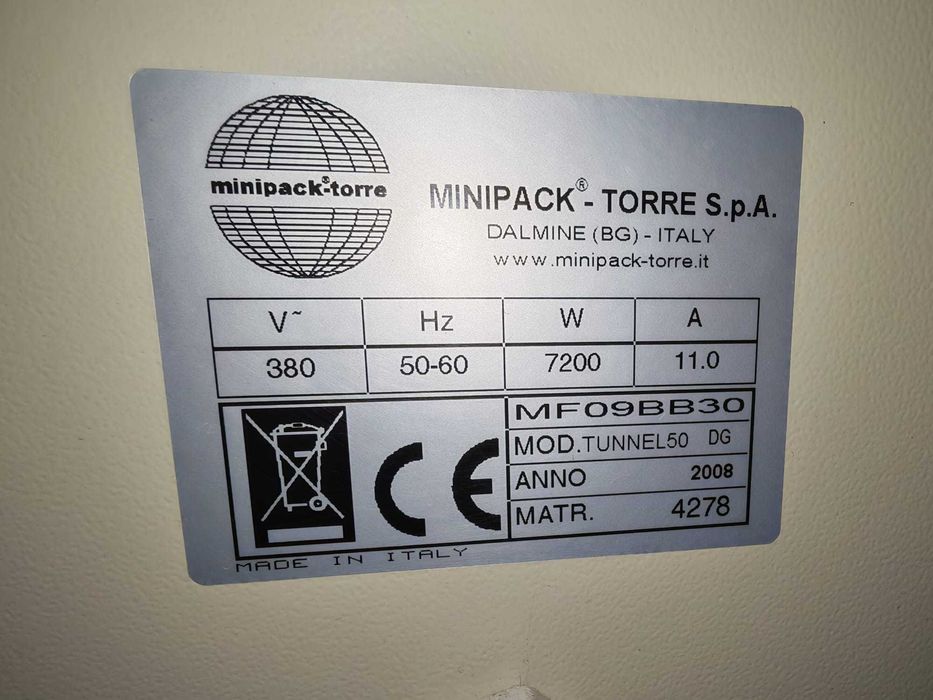 minipack®-torre
MINIPACK® - TORRE S.p.A.
DALMINE (BG) - ITALY
www.minipack-torre.it
V~ Hz W A
380 50-60 7200 11.0
MF09BB30
MOD.TUNNEL50 DG
ANNO 2008
MATR. 4278
CE
MADE IN ITALY